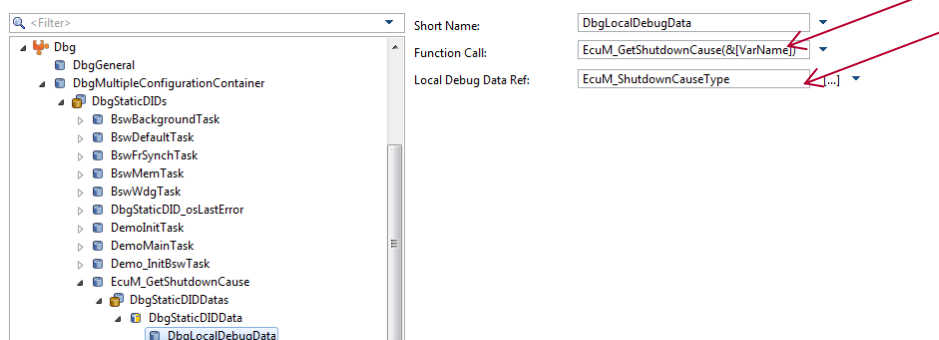 <Filter>
Dbg
DbgGeneral
DbgMultipleConfigurationContainer
DbgStaticDIDs
BswBackgroundTask
BswDefaultTask
BswFrSynchTask
BswMemTask
BswWdgTask
DbgStaticDID_osLastError
DemoInitTask
DemoMainTask
Demo_InitBswTask
EcuM_GetShutdownCause
DbgStaticDIDDatas
DbgStaticDIDData
DbgLocalDebugData
Short Name: DbgLocalDebugData
Function Call: EcuM_GetShutdownCause(&[VarName])
Local Debug Data Ref: EcuM_ShutdownCauseType [...]